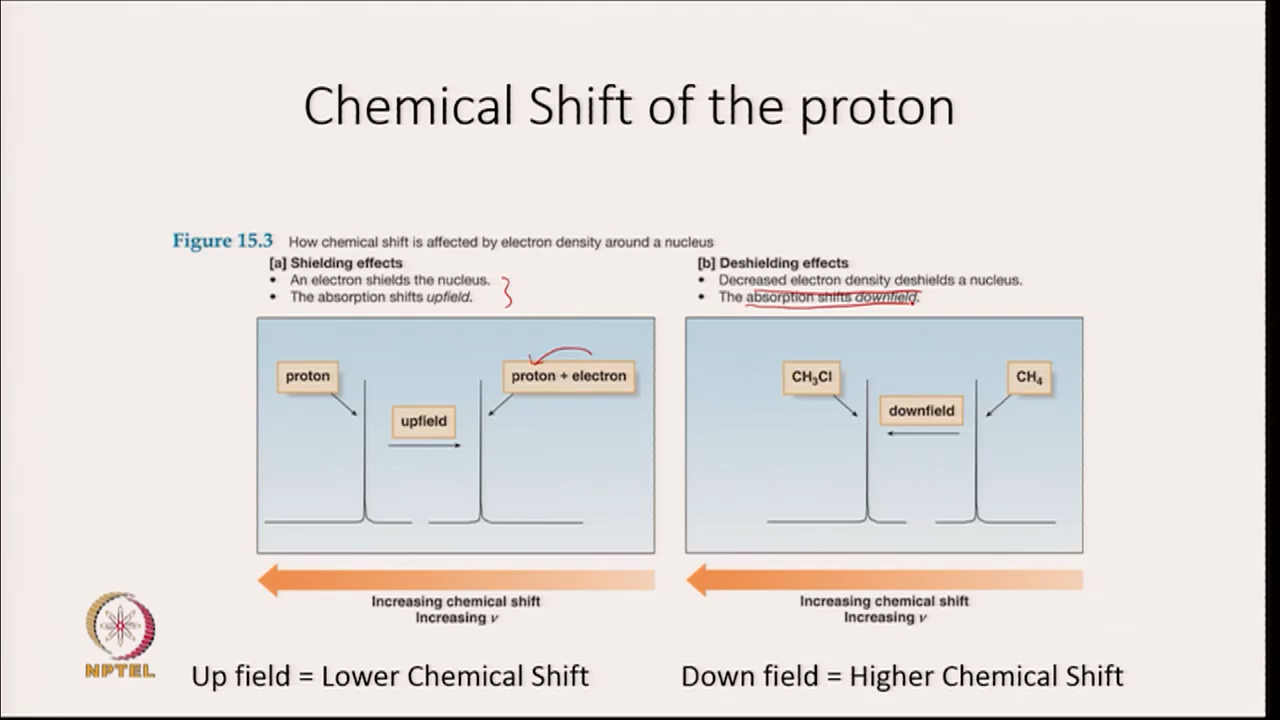 Chemical Shift of the proton
Figure 15.3 How chemical shift is affected by electron density around a nucleus
[a] Shielding effects
• An electron shields the nucleus.
• The absorption shifts upfield.
[b] Deshielding effects
• Decreased electron density deshields a nucleus.
• The absorption shifts downfield.
proton
proton + electron
upfield
CH₃Cl
CH₄
downfield
Increasing chemical shift
Increasing ν
Increasing chemical shift
Increasing ν
NPTEL
Up field = Lower Chemical Shift
Down field = Higher Chemical Shift